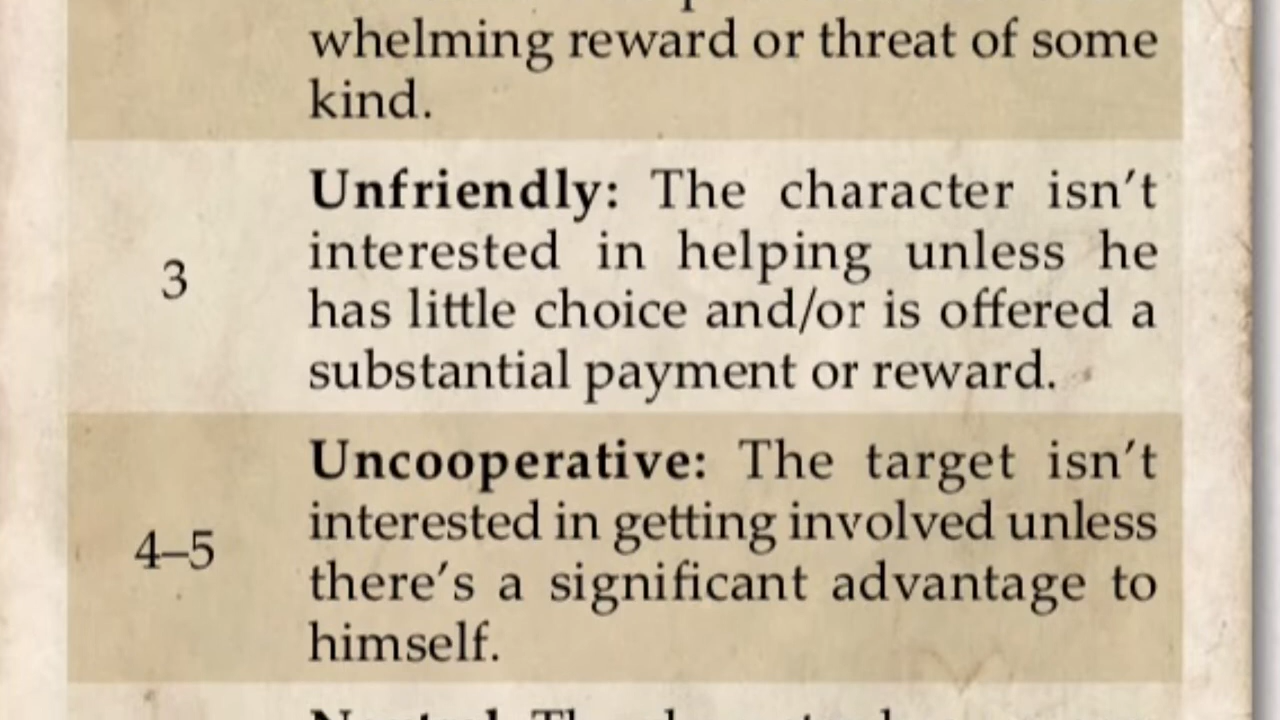 whelming reward or threat of some
kind.
3
Unfriendly: The character isn't
interested in helping unless he
has little choice and/or is offered a
substantial payment or reward.
4–5
Uncooperative: The target isn't
interested in getting involved unless
there's a significant advantage to
himself.